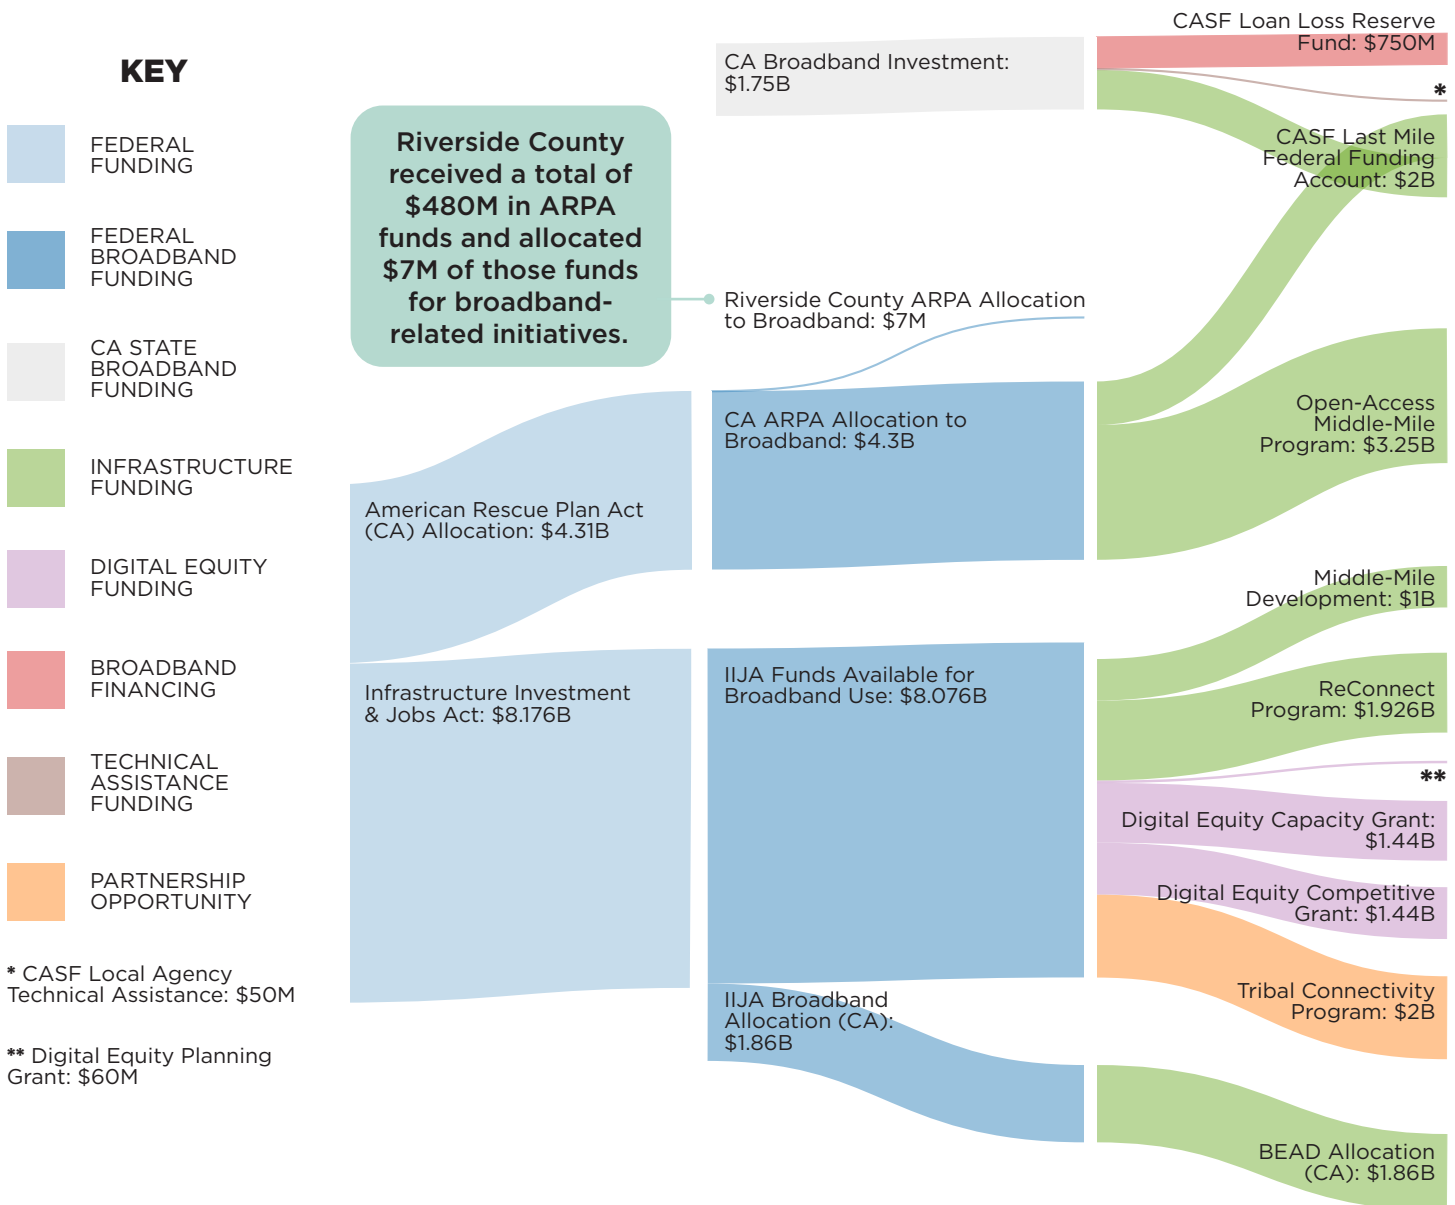 KEY
FEDERAL
FUNDING
FEDERAL
BROADBAND
FUNDING
CA STATE
BROADBAND
FUNDING
INFRASTRUCTURE
FUNDING
DIGITAL EQUITY
FUNDING
BROADBAND
FINANCING
TECHNICAL
ASSISTANCE
FUNDING
PARTNERSHIP
OPPORTUNITY
* CASF Local Agency
Technical Assistance: $50M
** Digital Equity Planning
Grant: $60M
Riverside County
received a total of
$480M in ARPA
funds and allocated
$7M of those funds
for broadband-
related initiatives.
American Rescue Plan Act
(CA) Allocation: $4.31B
Infrastructure Investment
& Jobs Act: $8.176B
CA Broadband Investment:
$1.75B
Riverside County ARPA Allocation
to Broadband: $7M
CA ARPA Allocation to
Broadband: $4.3B
IIJA Funds Available for
Broadband Use: $8.076B
IIJA Broadband
Allocation (CA):
$1.86B
CASF Loan Loss Reserve
Fund: $750M
*
CASF Last Mile
Federal Funding
Account: $2B
Open-Access
Middle-Mile
Program: $3.25B
Middle-Mile
Development: $1B
ReConnect
Program: $1.926B
**
Digital Equity Capacity Grant:
$1.44B
Digital Equity Competitive
Grant: $1.44B
Tribal Connectivity
Program: $2B
BEAD Allocation
(CA): $1.86B